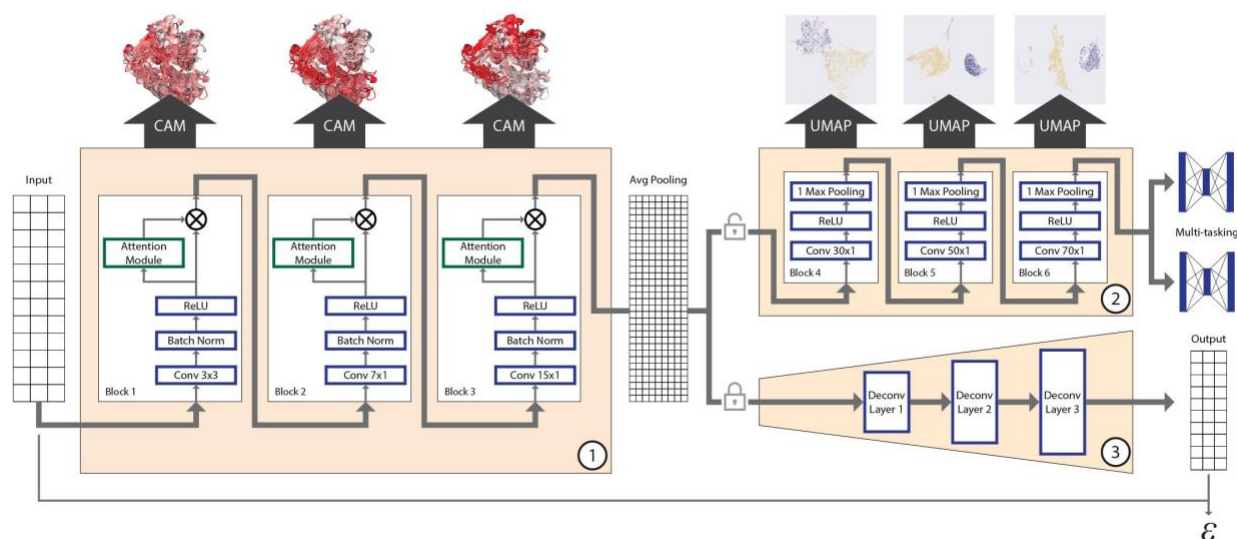 CAM
CAM
CAM
UMAP
UMAP
UMAP
Input
Attention
Module
ReLU
Batch Norm
Conv 3x3
Block 1
Attention
Module
ReLU
Batch Norm
Conv 7x1
Block 2
Attention
Module
ReLU
Batch Norm
Conv 15x1
Block 3
1
Avg Pooling
1 Max Pooling
ReLU
Conv 30x1
Block 4
1 Max Pooling
ReLU
Conv 50x1
Block 5
1 Max Pooling
ReLU
Conv 70x1
Block 6
2
Multi-tasking
Deconv
Layer 1
Deconv
Layer 2
Deconv
Layer 3
3
Output
ε